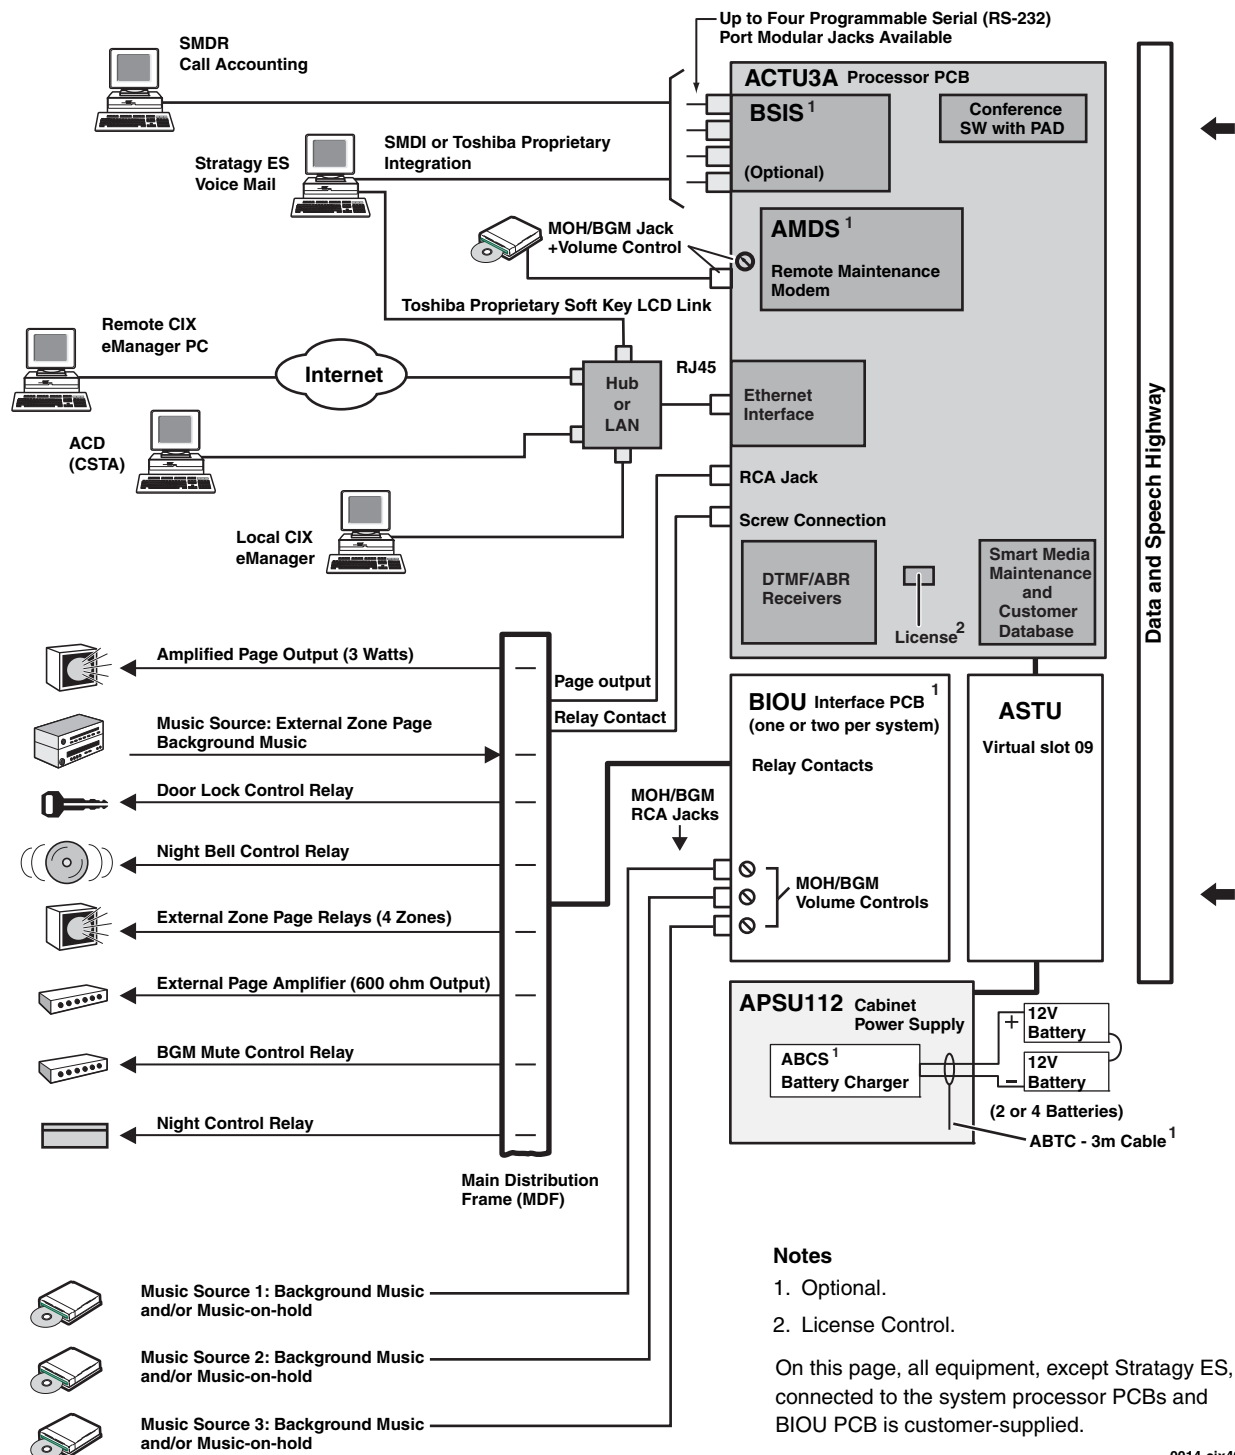 Up to Four Programmable Serial (RS-232)
Port Modular Jacks Available
SMDR
Call Accounting
ACTU3A Processor PCB
BSIS 1
(Optional)
Conference
SW with PAD
SMDI or Toshiba Proprietary
Integration
Stratagy ES
Voice Mail
MOH/BGM Jack
+Volume Control
AMDS 1
Remote Maintenance
Modem
Toshiba Proprietary Soft Key LCD Link
Remote CIX
eManager PC
Internet
Hub
or
LAN
RJ45
Ethernet
Interface
ACD
(CSTA)
RCA Jack
Screw Connection
Local CIX
eManager
DTMF/ABR
Receivers
License 2
Smart Media
Maintenance
and
Customer
Database
Data and Speech Highway
Amplified Page Output (3 Watts)
Page output
Music Source: External Zone Page
Background Music
Relay Contact
BIOU Interface PCB 1
(one or two per system)
Relay Contacts
ASTU
Virtual slot 09
Door Lock Control Relay
MOH/BGM
RCA Jacks
Night Bell Control Relay
MOH/BGM
Volume Controls
External Zone Page Relays (4 Zones)
External Page Amplifier (600 ohm Output)
APSU112 Cabinet
Power Supply
ABCS 1
Battery Charger
+
12V
Battery
–
12V
Battery
(2 or 4 Batteries)
ABTC - 3m Cable 1
BGM Mute Control Relay
Night Control Relay
Main Distribution
Frame (MDF)
Music Source 1: Background Music
and/or Music-on-hold
Music Source 2: Background Music
and/or Music-on-hold
Music Source 3: Background Music
and/or Music-on-hold
Notes
1. Optional.
2. License Control.
On this page, all equipment, except Stratagy ES,
connected to the system processor PCBs and
BIOU PCB is customer-supplied.